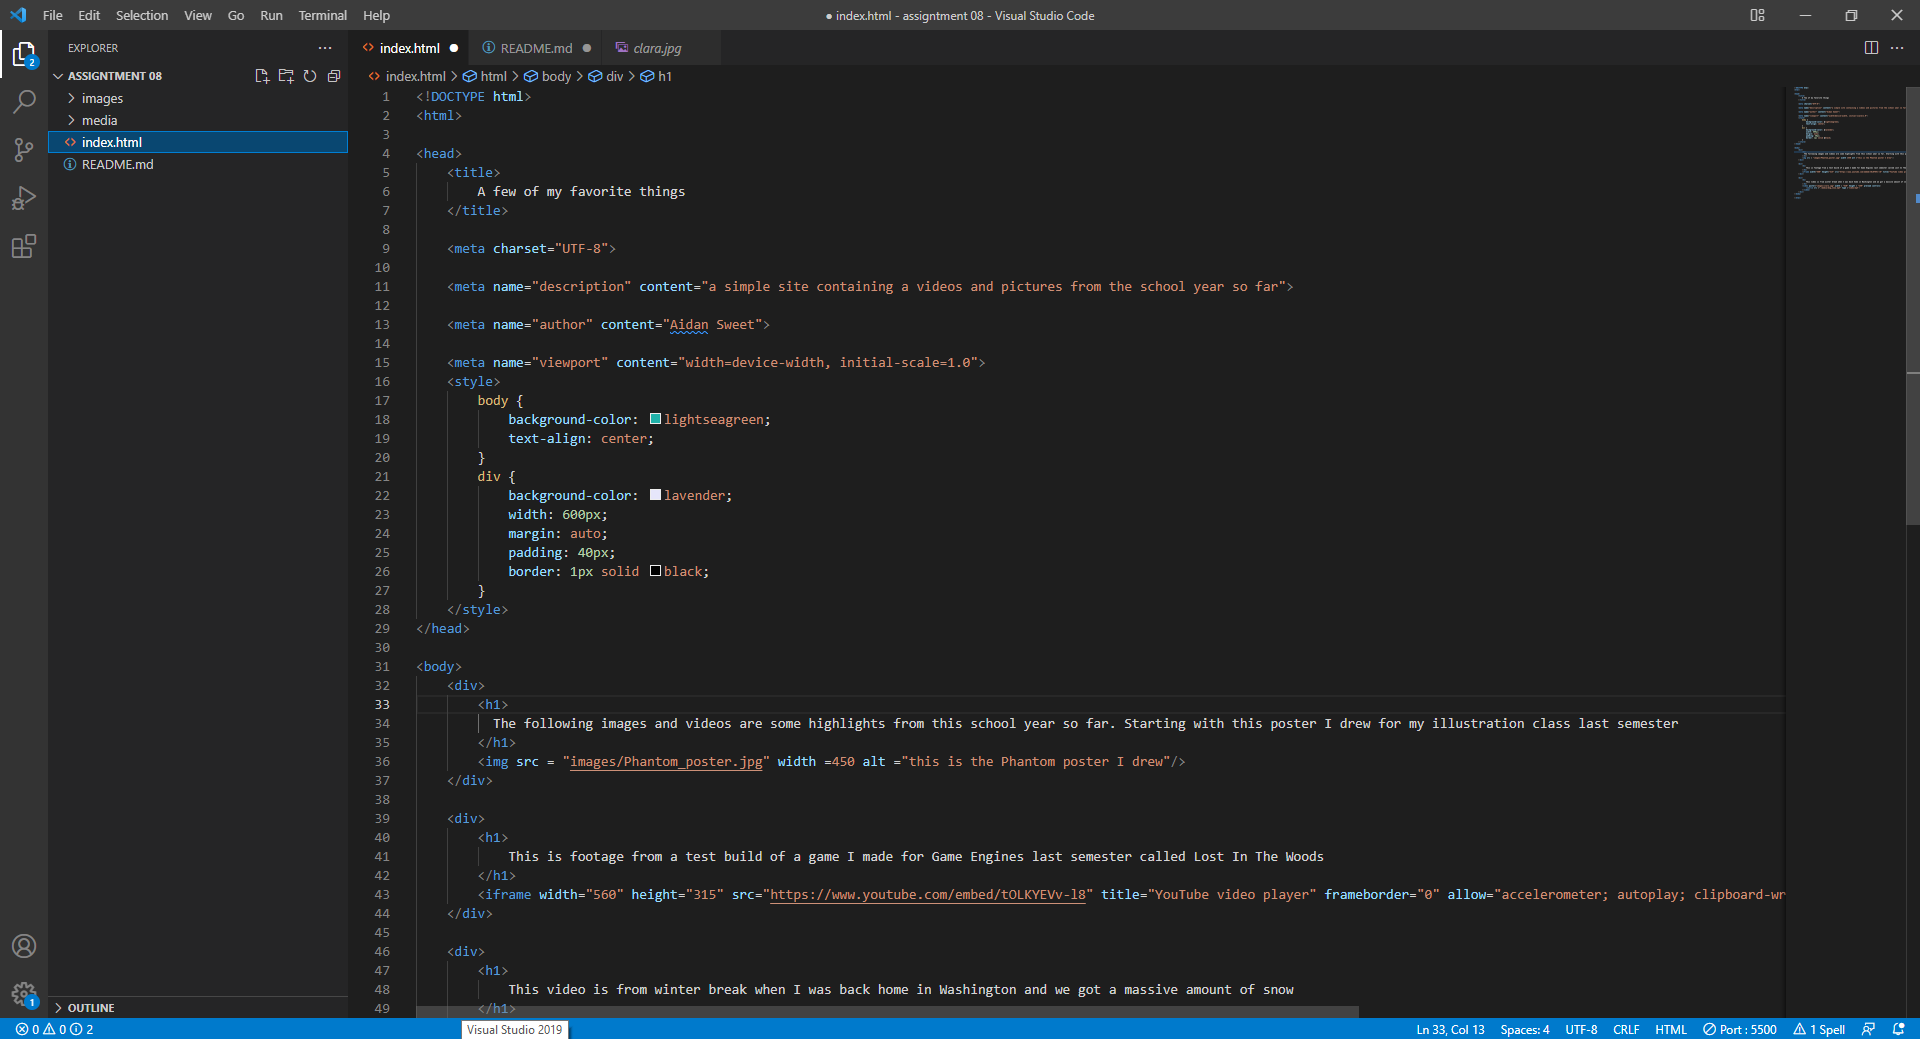 File Edit Selection View Go Run Terminal Help
● index.html - assigntment 08 - Visual Studio Code
EXPLORER
ASSIGNTMENT 08
images
media
index.html
README.md
OUTLINE
2
1
index.html README.md clara.jpg
index.html > html > body > div > h1
1 <!DOCTYPE html>
2 <html>
3
4 <head>
5 <title>
6 A few of my favorite things
7 </title>
8
9 <meta charset="UTF-8">
10
11 <meta name="description" content="a simple site containing a videos and pictures from the school year so far">
12
13 <meta name="author" content="Aidan Sweet">
14
15 <meta name="viewport" content="width=device-width, initial-scale=1.0">
16 <style>
17 body {
18 background-color: lightseagreen;
19 text-align: center;
20 }
21 div {
22 background-color: lavender;
23 width: 600px;
24 margin: auto;
25 padding: 40px;
26 border: 1px solid black;
27 }
28 </style>
29 </head>
30
31 <body>
32 <div>
33 <h1>
34 The following images and videos are some highlights from this school year so far. Starting with this poster I drew for my illustration class last semester
35 </h1>
36 <img src = "images/Phantom_poster.jpg" width =450 alt ="this is the Phantom poster I drew"/>
37 </div>
38
39 <div>
40 <h1>
41 This is footage from a test build of a game I made for Game Engines last semester called Lost In The Woods
42 </h1>
43 <iframe width="560" height="315" src="https://www.youtube.com/embed/tOLKYEVv-l8" title="YouTube video player" frameborder="0" allow="accelerometer; autoplay; clipboard-wr
44 </div>
45
46 <div>
47 <h1>
48 This video is from winter break when I was back home in Washington and we got a massive amount of snow
49 </h1>
0 0 2
Visual Studio 2019
Ln 33, Col 13 Spaces: 4 UTF-8 CRLF HTML Port : 5500 1 Spell